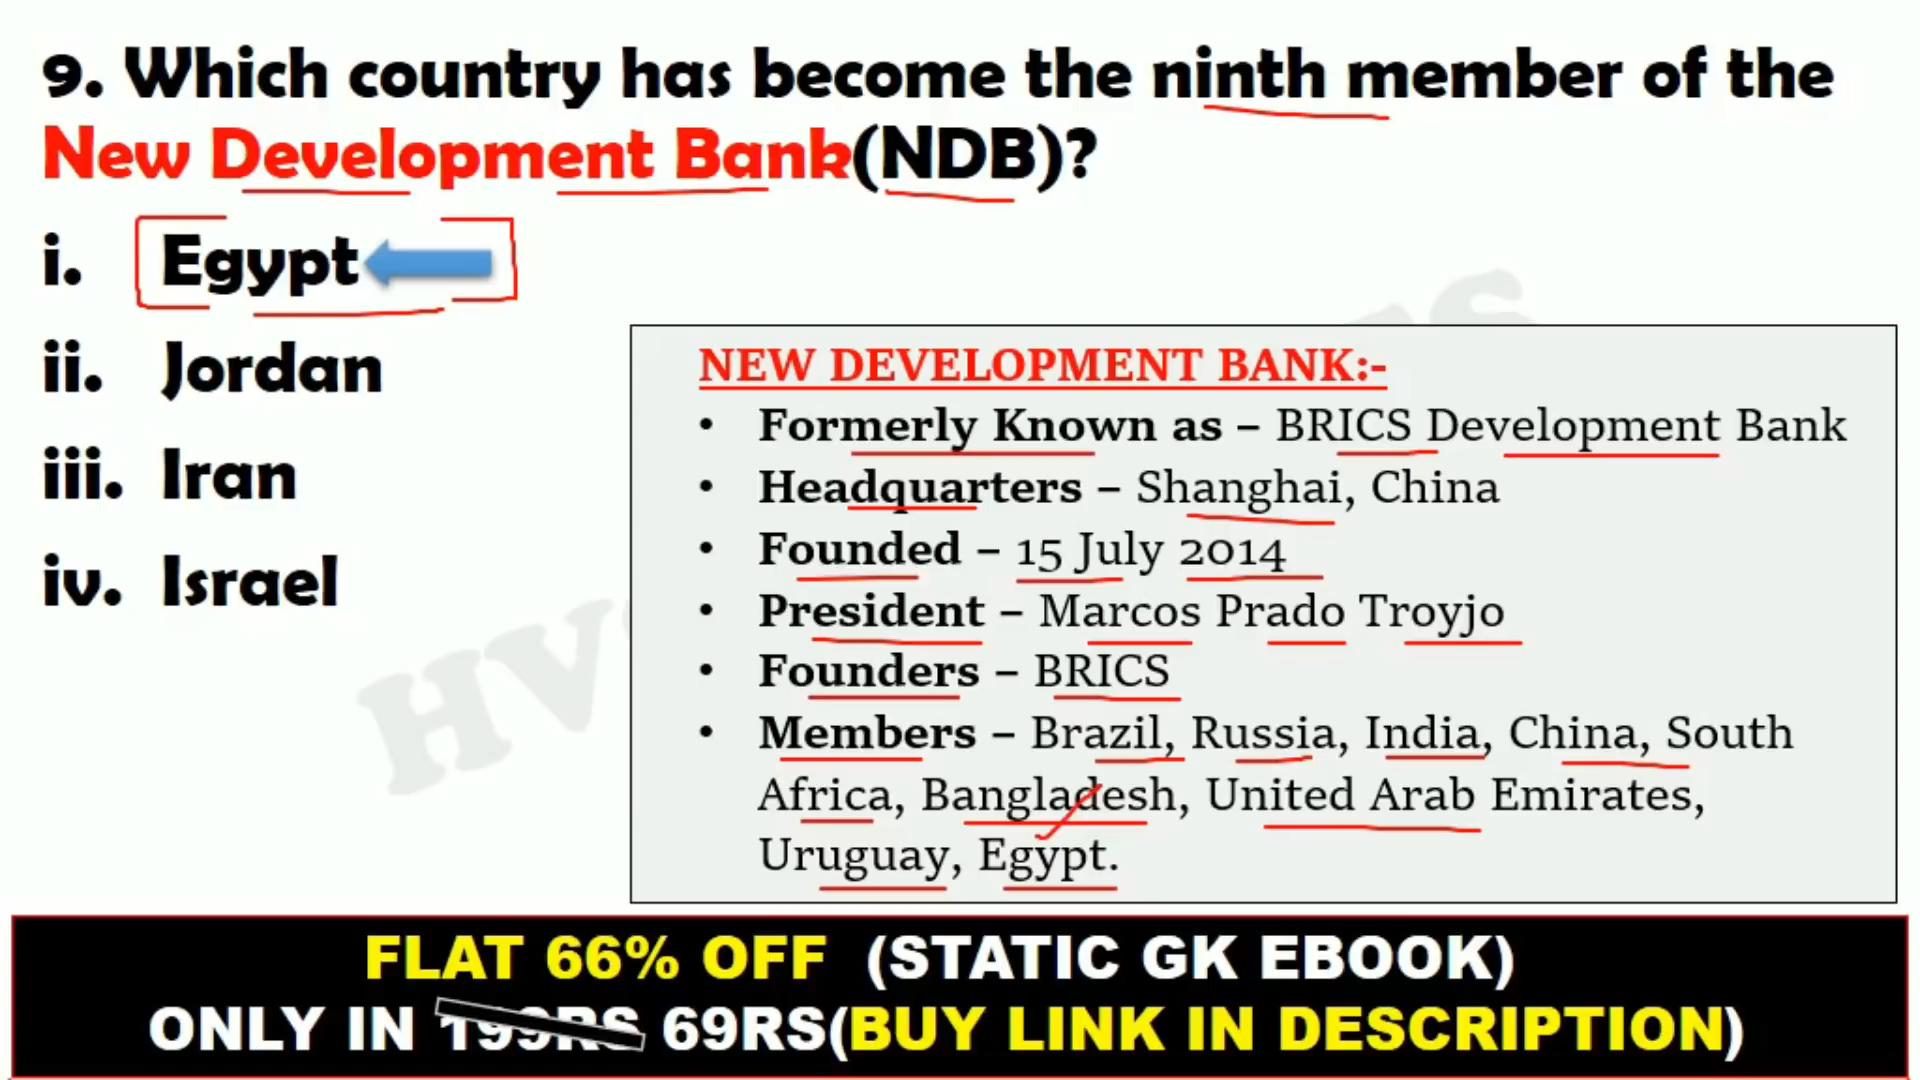 9. Which country has become the ninth member of the
New Development Bank(NDB)?
i. Egypt
ii. Jordan
iii. Iran
iv. Israel
NEW DEVELOPMENT BANK:-
• Formerly Known as – BRICS Development Bank
• Headquarters – Shanghai, China
• Founded – 15 July 2014
• President – Marcos Prado Troyjo
• Founders – BRICS
• Members – Brazil, Russia, India, China, South
Africa, Bangladesh, United Arab Emirates,
Uruguay, Egypt.
FLAT 66% OFF (STATIC GK EBOOK)
ONLY IN 199RS 69RS(BUY LINK IN DESCRIPTION)